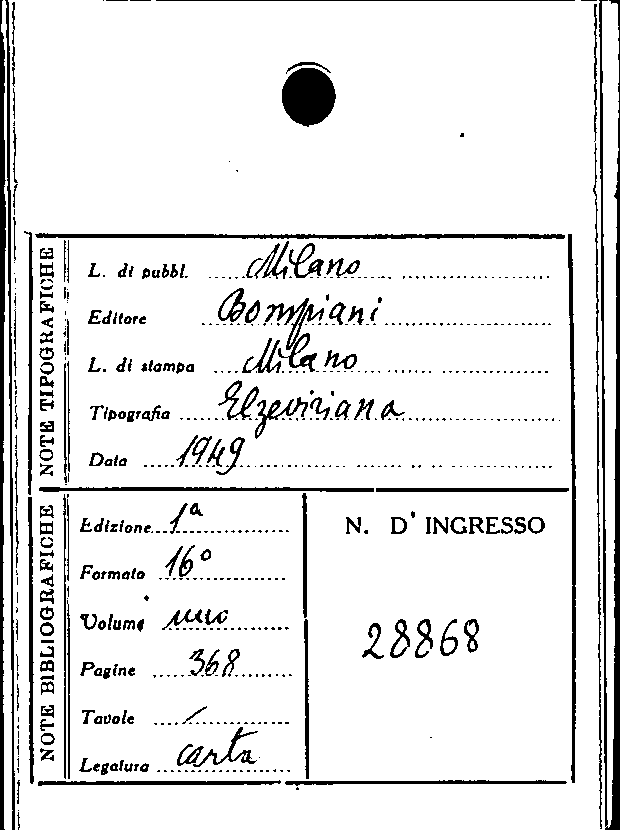 NOTE TIPOGRAFICHE
L. di pubbl. Milano
Editore Bompiani
L. di stampa Milano
Tipografia Elzeviriana
Data 1949
NOTE BIBLIOGRAFICHE
Edizione 1ª
Formato 16°
Volume uno
Pagine 368
Tavole /
Legatura carta
N. D'INGRESSO
28868